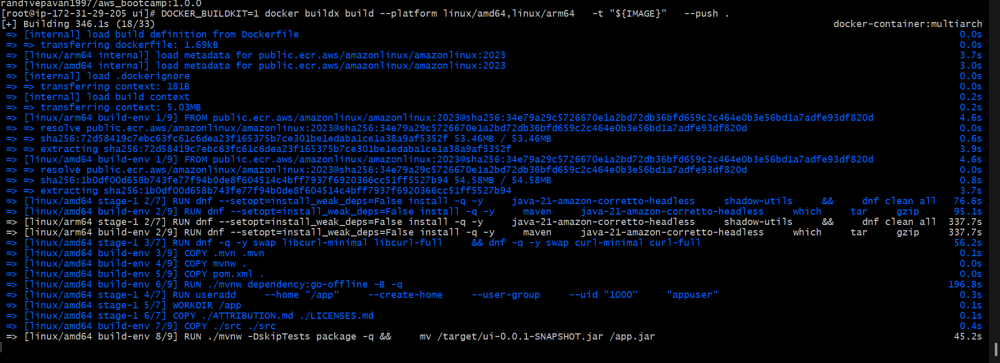 randivepavan1997/aws_bootcamp:1.0.0
[root@ip-172-31-29-205 ui]# DOCKER_BUILDKIT=1 docker buildx build --platform linux/amd64,linux/arm64   -t "${IMAGE}"   --push .
[+] Building 346.1s (18/33)                                docker-container:multiarch
 => [internal] load build definition from Dockerfile 0.0s
 => => transferring dockerfile: 1.69kB 0.0s
 => [linux/arm64 internal] load metadata for public.ecr.aws/amazonlinux/amazonlinux:2023 3.7s
 => [linux/amd64 internal] load metadata for public.ecr.aws/amazonlinux/amazonlinux:2023 3.0s
 => [internal] load .dockerignore 0.0s
 => => transferring context: 181B 0.0s
 => [internal] load build context 0.2s
 => => transferring context: 5.03MB 0.2s
 => [linux/arm64 build-env 1/9] FROM public.ecr.aws/amazonlinux/amazonlinux:2023@sha256:34e79a29c5726670e1a2bd72db36bfd659c2c464e0b3e56bd1a7adfe93df820d 4.6s
 => => resolve public.ecr.aws/amazonlinux/amazonlinux:2023@sha256:34e79a29c5726670e1a2bd72db36bfd659c2c464e0b3e56bd1a7adfe93df820d 0.0s
 => => sha256:72d58419c7ebc63fc61c6dea23f165375b7ce301be1edaba1ce1a38a9af5352f 53.46MB / 53.46MB 0.6s
 => => extracting sha256:72d58419c7ebc63fc61c6dea23f165375b7ce301be1edaba1ce1a38a9af5352f 3.9s
 => [linux/amd64 build-env 1/9] FROM public.ecr.aws/amazonlinux/amazonlinux:2023@sha256:34e79a29c5726670e1a2bd72db36bfd659c2c464e0b3e56bd1a7adfe93df820d 4.6s
 => => resolve public.ecr.aws/amazonlinux/amazonlinux:2023@sha256:34e79a29c5726670e1a2bd72db36bfd659c2c464e0b3e56bd1a7adfe93df820d 0.0s
 => => sha256:1b0df00d658b743fe77f94b0de8f604514c4bff7937f6920366cc51ff5527b94 54.58MB / 54.58MB 0.8s
 => => extracting sha256:1b0df00d658b743fe77f94b0de8f604514c4bff7937f6920366cc51ff5527b94 3.7s
 => [linux/amd64 stage-1 2/7] RUN dnf --setopt=install_weak_deps=False install -q -y     java-21-amazon-corretto-headless     shadow-utils     &&     dnf clean all 76.6s
 => [linux/amd64 build-env 2/9] RUN dnf --setopt=install_weak_deps=False install -q -y     maven     java-21-amazon-corretto-headless     which     tar     gzip 95.1s
 => [linux/arm64 stage-1 2/7] RUN dnf --setopt=install_weak_deps=False install -q -y     java-21-amazon-corretto-headless     shadow-utils     &&     dnf clean all 337.7s
 => [linux/arm64 build-env 2/9] RUN dnf --setopt=install_weak_deps=False install -q -y     maven     java-21-amazon-corretto-headless     which     tar     gzip 337.7s
 => [linux/amd64 stage-1 3/7] RUN dnf -q -y swap libcurl-minimal libcurl-full     && dnf -q -y swap curl-minimal curl-full 56.2s
 => [linux/amd64 build-env 3/9] COPY .mvn .mvn 0.1s
 => [linux/amd64 build-env 4/9] COPY mvnw . 0.0s
 => [linux/amd64 build-env 5/9] COPY pom.xml . 0.0s
 => [linux/amd64 build-env 6/9] RUN ./mvnw dependency:go-offline -B -q 196.8s
 => [linux/amd64 stage-1 4/7] RUN useradd     --home "/app"     --create-home     --user-group     --uid "1000"     "appuser" 0.3s
 => [linux/amd64 stage-1 5/7] WORKDIR /app 0.1s
 => [linux/amd64 stage-1 6/7] COPY ./ATTRIBUTION.md ./LICENSES.md 0.1s
 => [linux/amd64 build-env 7/9] COPY ./src ./src 0.4s
 => [linux/amd64 build-env 8/9] RUN ./mvnw -DskipTests package -q &&     mv /target/ui-0.0.1-SNAPSHOT.jar /app.jar 45.2s